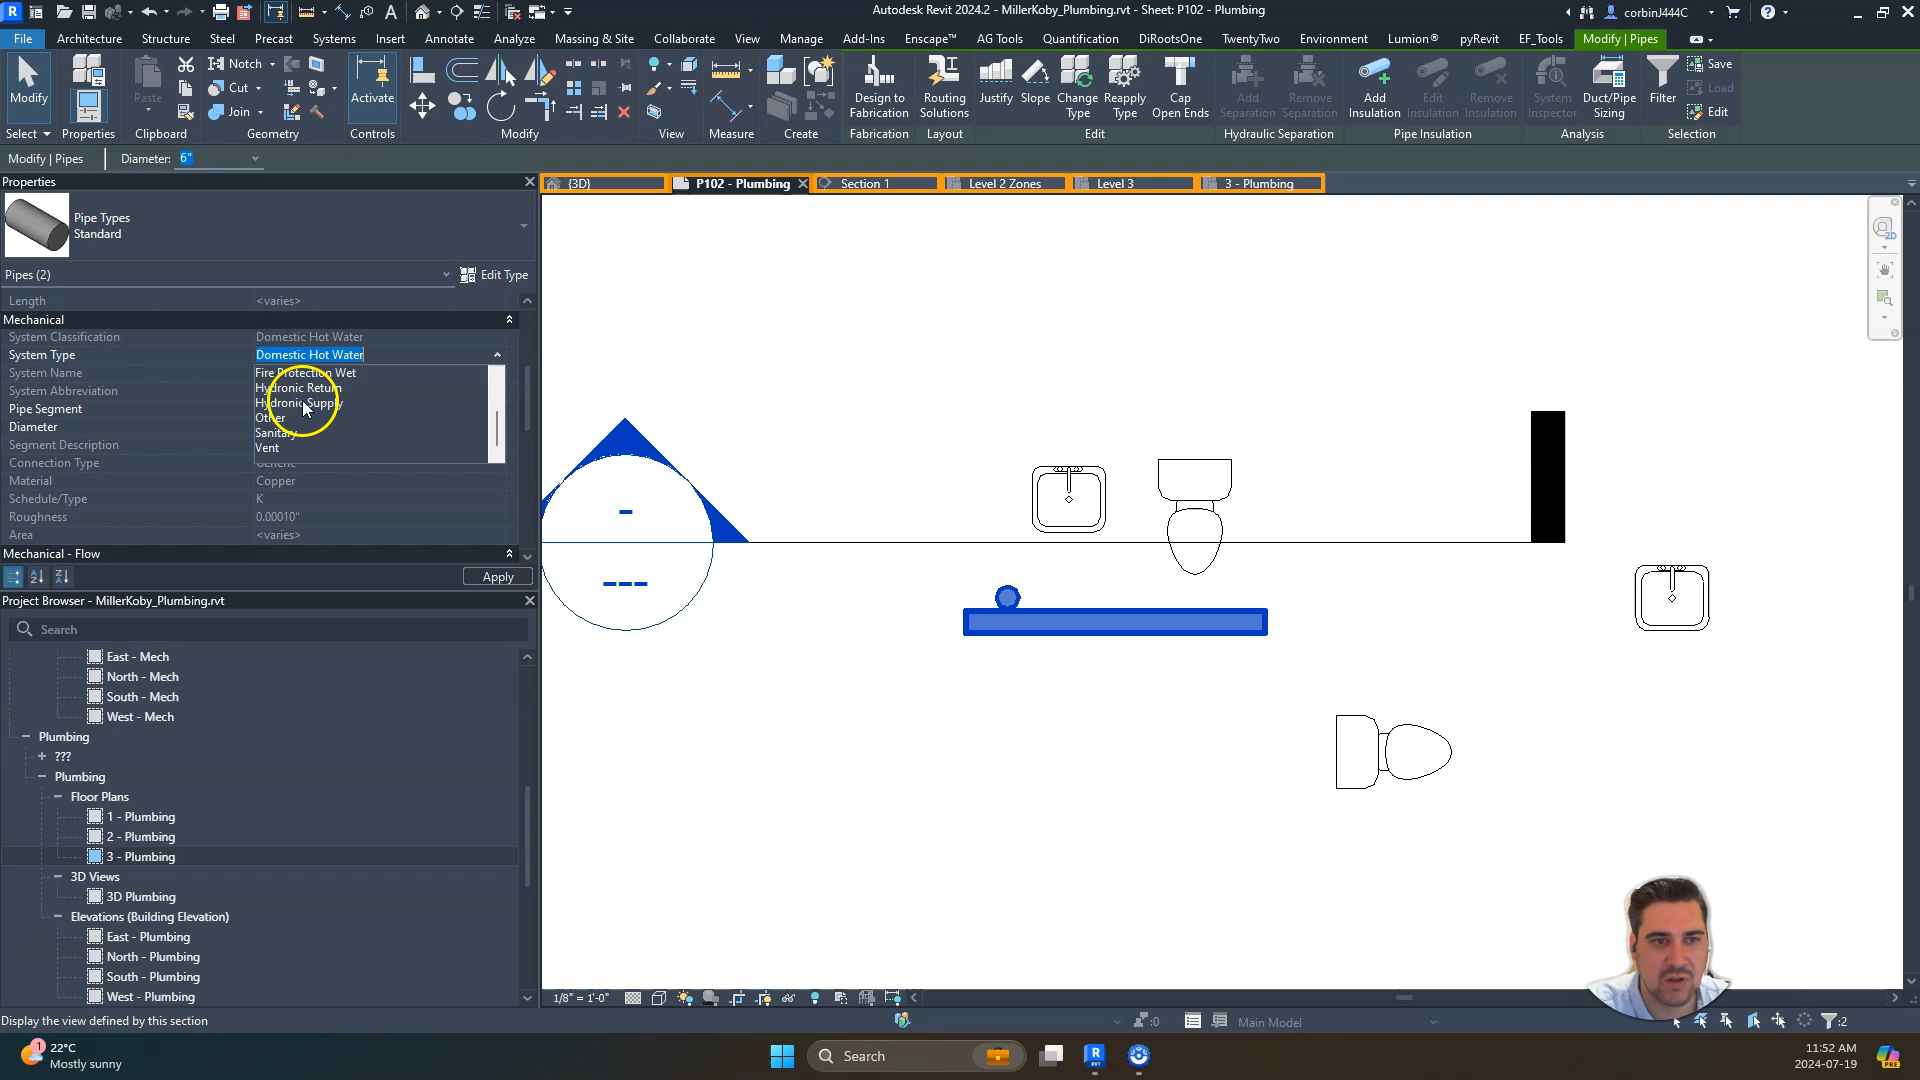 Autodesk Revit 2024.2 - MillerKoby_Plumbing.rvt - Sheet: P102 - Plumbing
corbinJ444C
File Architecture Structure Steel Precast Systems Insert Annotate Analyze Massing & Site Collaborate View Manage Add-Ins Enscape™ AG Tools Quantification DiRootsOne TwentyTwo Environment Lumion® pyRevit EF_Tools Modify | Pipes
Modify Paste Notch Cut Join Activate
Design to Fabrication Routing Solutions Justify Slope Change Type Reapply Type Cap Open Ends Add Separation Remove Separation Add Insulation Edit Insulation Remove Insulation System Inspector Duct/Pipe Sizing Filter Save Load Edit
Select Properties Clipboard Geometry Controls Modify View Measure Create Fabrication Layout Edit Hydraulic Separation Pipe Insulation Analysis Selection
Modify | Pipes Diameter: 6"
Properties
{3D} P102 - Plumbing Section 1 Level 2 Zones Level 3 3 - Plumbing
2D
Pipe Types
Standard
Pipes (2) Edit Type
Length <varies>
Mechanical
System Classification Domestic Hot Water
System Type Domestic Hot Water
System Name
System Abbreviation
Pipe Segment
Diameter
Segment Description
Connection Type Generic
Fire Protection Wet
Hydronic Return
Hydronic Supply
Other
Sanitary
Vent
Material Copper
Schedule/Type K
Roughness 0.00010"
Area <varies>
Mechanical - Flow
Apply
Project Browser - MillerKoby_Plumbing.rvt
Search
East - Mech
North - Mech
South - Mech
West - Mech
Plumbing
???
Plumbing
Floor Plans
1 - Plumbing
2 - Plumbing
3 - Plumbing
3D Views
3D Plumbing
Elevations (Building Elevation)
East - Plumbing
North - Plumbing
South - Plumbing
West - Plumbing
-
---
1/8" = 1'-0"
Display the view defined by this section
:0 Main Model :2
1
22°C
Mostly sunny
Search
R
RVT
PRE
11:52 AM
2024-07-19